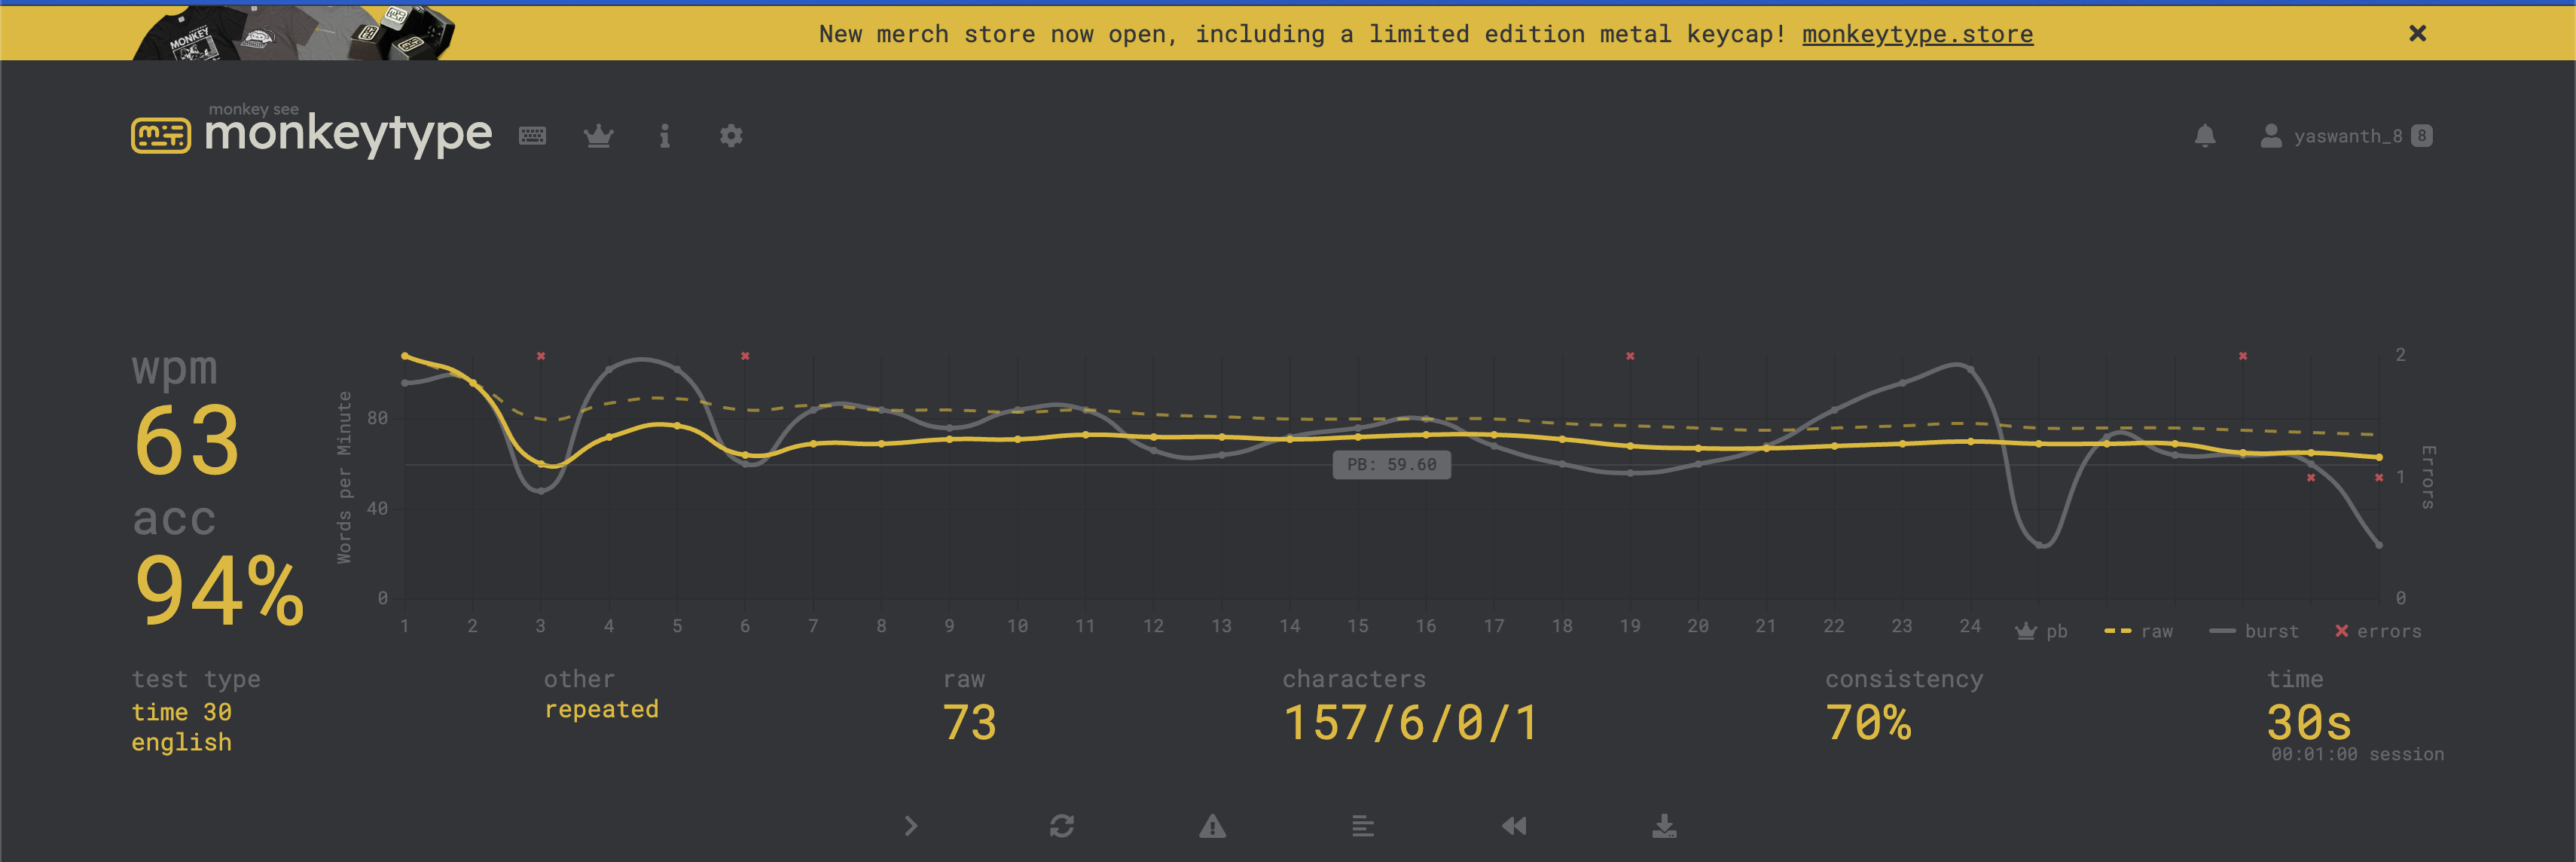 MONKEY
New merch store now open, including a limited edition metal keycap! monkeytype.store
monkey see
monkeytype
yaswanth_8 8
wpm
63
acc
94%
Words per Minute
80
40
0
PB: 59.60
2
1
0
Errors
1 2 3 4 5 6 7 8 9 10 11 12 13 14 15 16 17 18 19 20 21 22 23 24
pb raw burst errors
test type
time 30
english
other
repeated
raw
73
characters
157/6/0/1
consistency
70%
time
30s
00:01:00 session